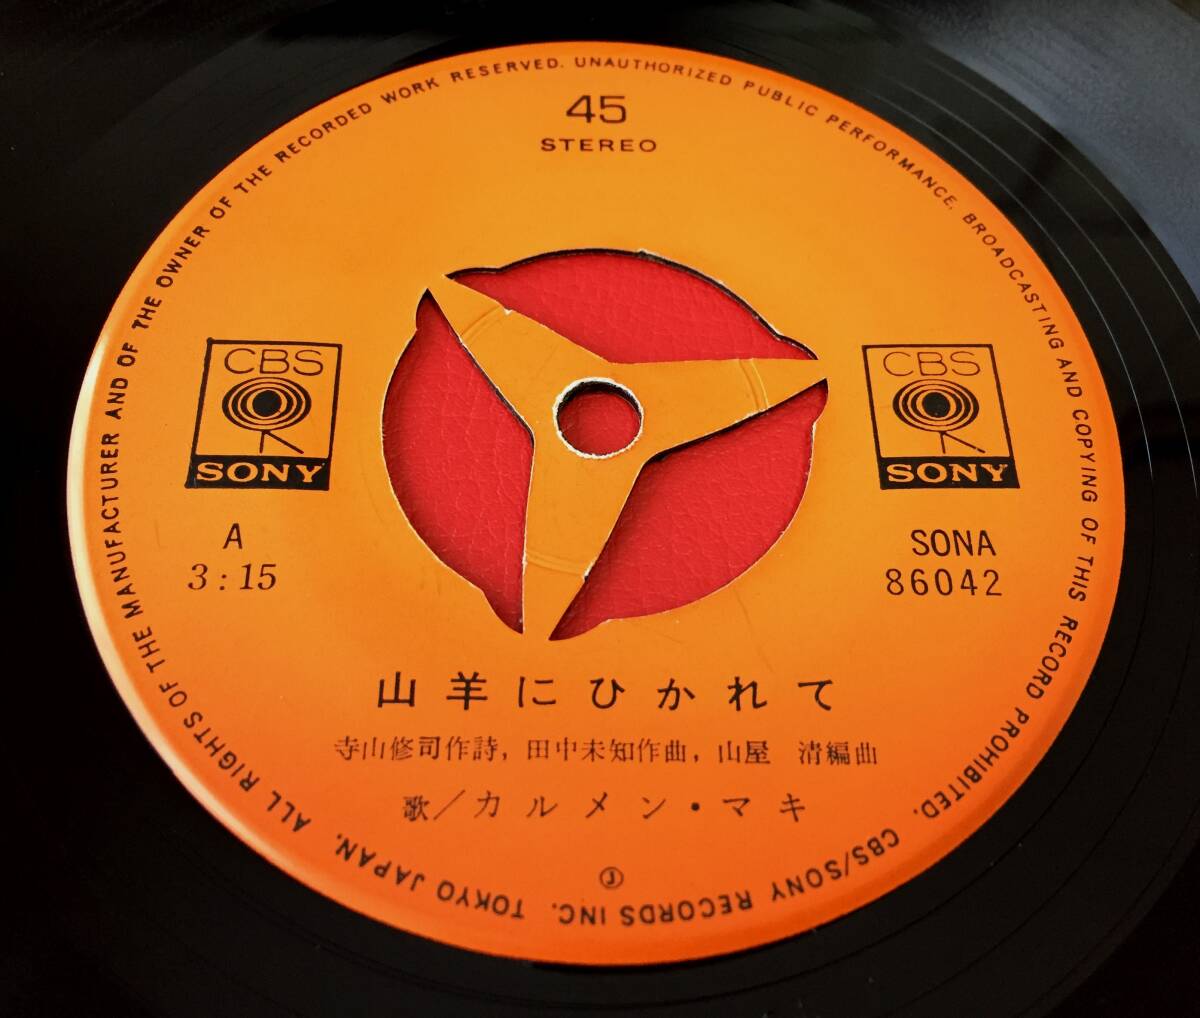 45
STEREO
CBS
SONY
CBS
SONY
A
3:15
SONA
86042
山羊にひかれて
寺山修司作詩, 田中未知作曲, 山屋 清編曲
歌/カルメン・マキ
Ⓙ
ALL RIGHTS OF THE MANUFACTURER AND OF THE OWNER OF THE RECORDED WORK RESERVED. UNAUTHORIZED PUBLIC PERFORMANCE, BROADCASTING AND COPYING OF THIS RECORD PROHIBITED. CBS/SONY RECORDS INC. TOKYO JAPAN.